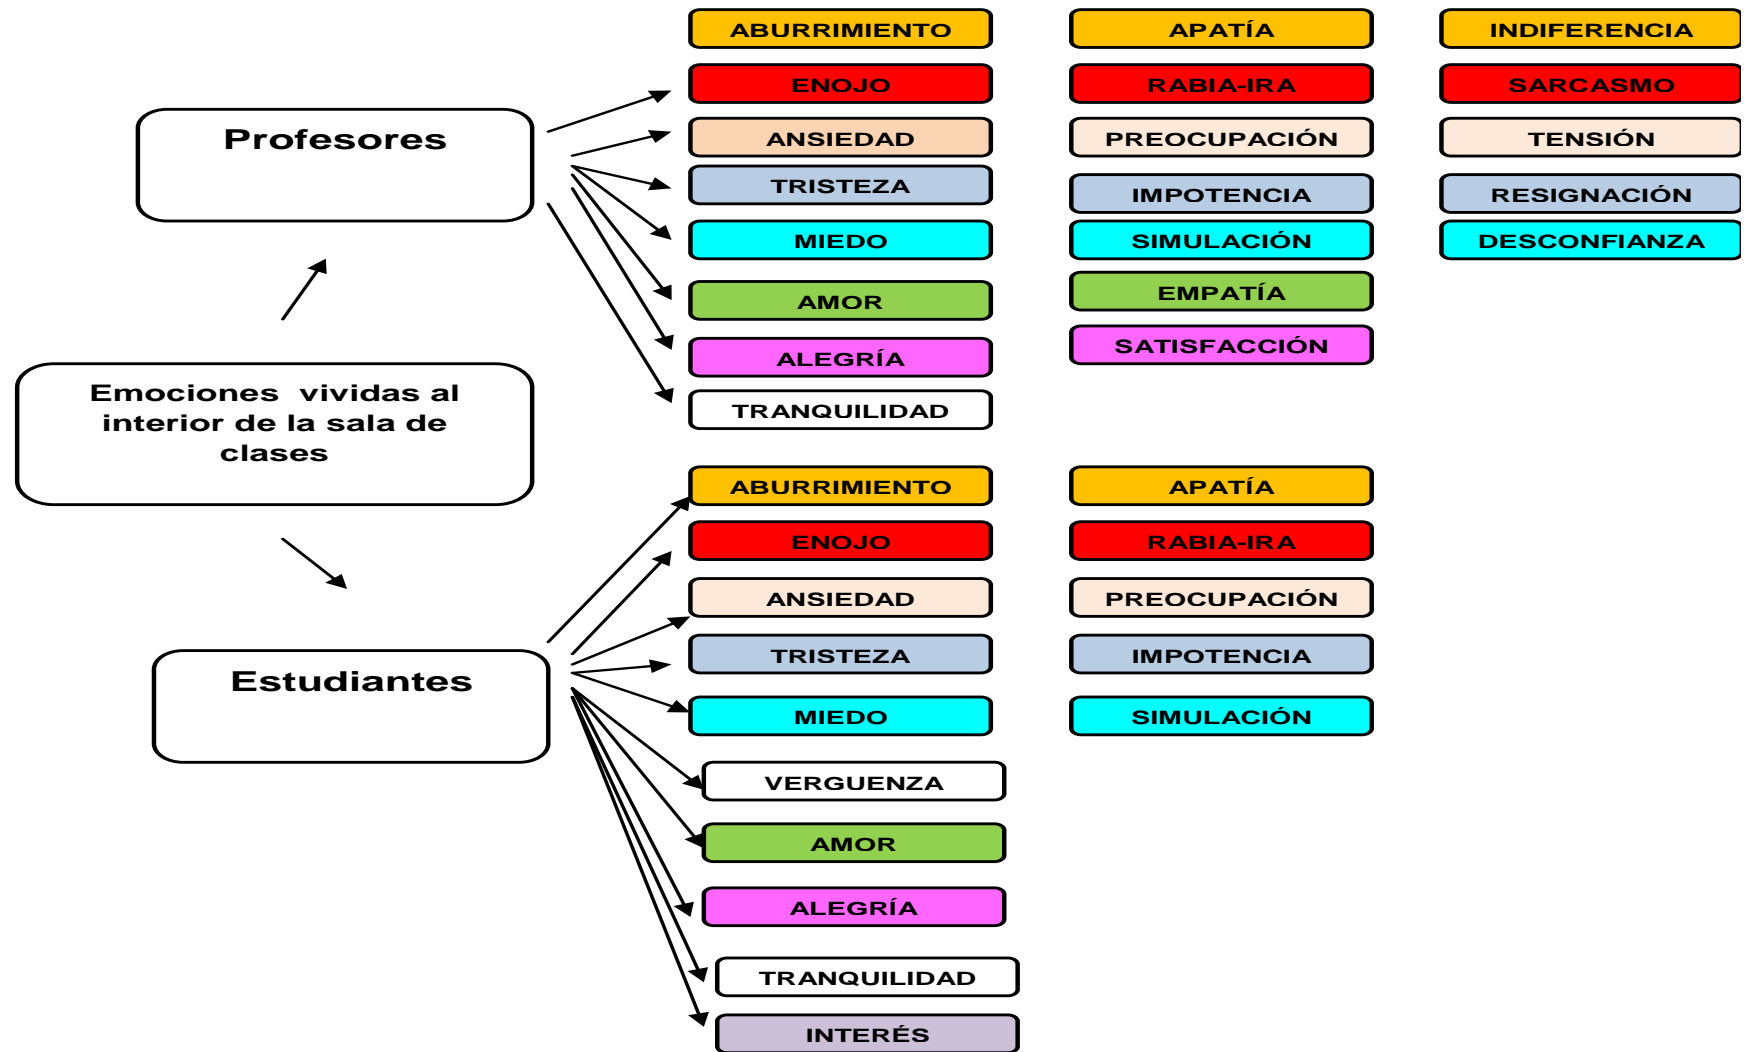 ABURRIMIENTO APATÍA INDIFERENCIA
ENOJO RABIA-IRA SARCASMO
Profesores
ANSIEDAD PREOCUPACIÓN TENSIÓN
TRISTEZA IMPOTENCIA RESIGNACIÓN
MIEDO SIMULACIÓN DESCONFIANZA
AMOR EMPATÍA
ALEGRÍA SATISFACCIÓN
Emociones vividas al
interior de la sala de
clases
TRANQUILIDAD
ABURRIMIENTO APATÍA
ENOJO RABIA-IRA
ANSIEDAD PREOCUPACIÓN
TRISTEZA IMPOTENCIA
Estudiantes
MIEDO SIMULACIÓN
VERGUENZA
AMOR
ALEGRÍA
TRANQUILIDAD
INTERÉS